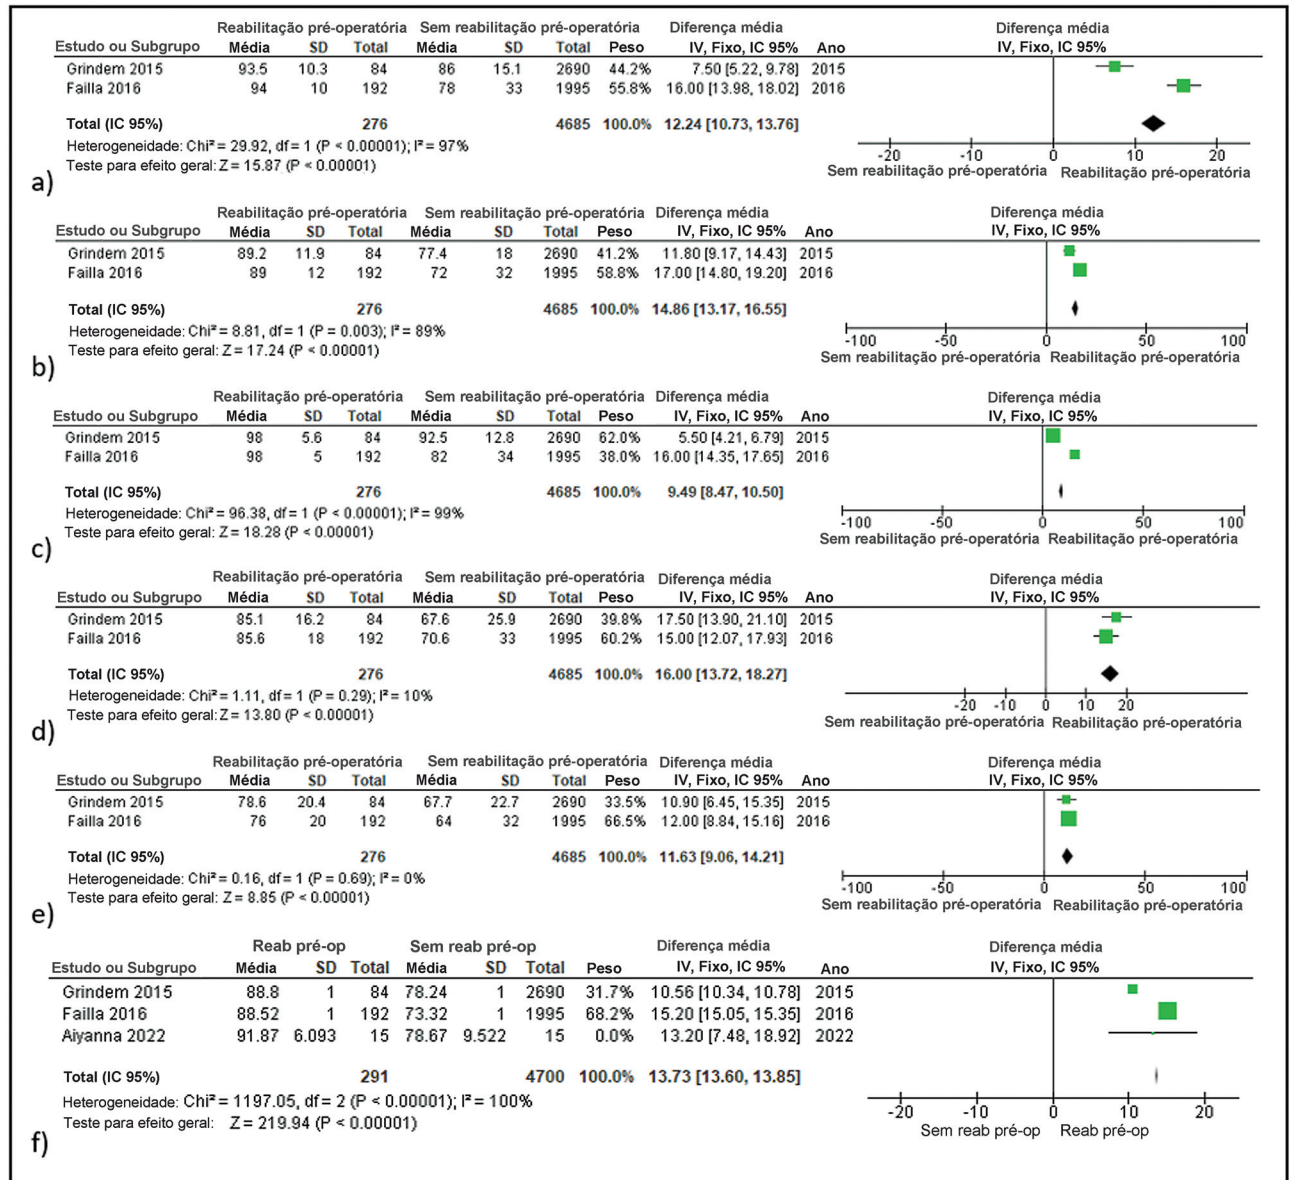 Reabilitação pré-operatória Sem reabilitação pré-operatória Diferença média Diferença média
Estudo ou Subgrupo Média SD Total Média SD Total Peso IV, Fixo, IC 95% Ano IV, Fixo, IC 95%
Grindem 2015 93.5 10.3 84 86 15.1 2690 44.2% 7.50 [5.22, 9.78] 2015
Failla 2016 94 10 192 78 33 1995 55.8% 16.00 [13.98, 18.02] 2016
Total (IC 95%) 276 4685 100.0% 12.24 [10.73, 13.76]
Heterogeneidade: Chi² = 29.92, df = 1 (P < 0.00001); I² = 97%
Teste para efeito geral: Z = 15.87 (P < 0.00001)
-20 -10 0 10 20
Sem reabilitação pré-operatória Reabilitação pré-operatória
a)
Reabilitação pré-operatória Sem reabilitação pré-operatória Diferença média Diferença média
Estudo ou Subgrupo Média SD Total Média SD Total Peso IV, Fixo, IC 95% Ano IV, Fixo, IC 95%
Grindem 2015 89.2 11.9 84 77.4 18 2690 41.2% 11.80 [9.17, 14.43] 2015
Failla 2016 89 12 192 72 32 1995 58.8% 17.00 [14.80, 19.20] 2016
Total (IC 95%) 276 4685 100.0% 14.86 [13.17, 16.55]
Heterogeneidade: Chi² = 8.81, df = 1 (P = 0.003); I² = 89%
Teste para efeito geral: Z = 17.24 (P < 0.00001)
-100 -50 0 50 100
Sem reabilitação pré-operatória Reabilitação pré-operatória
b)
Reabilitação pré-operatória Sem reabilitação pré-operatória Diferença média Diferença média
Estudo ou Subgrupo Média SD Total Média SD Total Peso IV, Fixo, IC 95% Ano IV, Fixo, IC 95%
Grindem 2015 98 5.6 84 92.5 12.8 2690 62.0% 5.50 [4.21, 6.79] 2015
Failla 2016 98 5 192 82 34 1995 38.0% 16.00 [14.35, 17.65] 2016
Total (IC 95%) 276 4685 100.0% 9.49 [8.47, 10.50]
Heterogeneidade: Chi² = 96.38, df = 1 (P < 0.00001); I² = 99%
Teste para efeito geral: Z = 18.28 (P < 0.00001)
-100 -50 0 50 100
Sem reabilitação pré-operatória Reabilitação pré-operatória
c)
Reabilitação pré-operatória Sem reabilitação pré-operatória Diferença média Diferença média
Estudo ou Subgrupo Média SD Total Média SD Total Peso IV, Fixo, IC 95% Ano IV, Fixo, IC 95%
Grindem 2015 85.1 16.2 84 67.6 25.9 2690 39.8% 17.50 [13.90, 21.10] 2015
Failla 2016 85.6 18 192 70.6 33 1995 60.2% 15.00 [12.07, 17.93] 2016
Total (IC 95%) 276 4685 100.0% 16.00 [13.72, 18.27]
Heterogeneidade: Chi² = 1.11, df = 1 (P = 0.29); I² = 10%
Teste para efeito geral: Z = 13.80 (P < 0.00001)
-20 -10 0 10 20
Sem reabilitação pré-operatória Reabilitação pré-operatória
d)
Reabilitação pré-operatória Sem reabilitação pré-operatória Diferença média Diferença média
Estudo ou Subgrupo Média SD Total Média SD Total Peso IV, Fixo, IC 95% Ano IV, Fixo, IC 95%
Grindem 2015 78.6 20.4 84 67.7 22.7 2690 33.5% 10.90 [6.45, 15.35] 2015
Failla 2016 76 20 192 64 32 1995 66.5% 12.00 [8.84, 15.16] 2016
Total (IC 95%) 276 4685 100.0% 11.63 [9.06, 14.21]
Heterogeneidade: Chi² = 0.16, df = 1 (P = 0.69); I² = 0%
Teste para efeito geral: Z = 8.85 (P < 0.00001)
-100 -50 0 50 100
Sem reabilitação pré-operatória Reabilitação pré-operatória
e)
Reab pré-op Sem reab pré-op Diferença média Diferença média
Estudo ou Subgrupo Média SD Total Média SD Total Peso IV, Fixo, IC 95% Ano IV, Fixo, IC 95%
Grindem 2015 88.8 1 84 78.24 1 2690 31.7% 10.56 [10.34, 10.78] 2015
Failla 2016 88.52 1 192 73.32 1 1995 68.2% 15.20 [15.05, 15.35] 2016
Aiyanna 2022 91.87 6.093 15 78.67 9.522 15 0.0% 13.20 [7.48, 18.92] 2022
Total (IC 95%) 291 4700 100.0% 13.73 [13.60, 13.85]
Heterogeneidade: Chi² = 1197.05, df = 2 (P < 0.00001); I² = 100%
Teste para efeito geral: Z = 219.94 (P < 0.00001)
-20 -10 0 10 20
Sem reab pré-op Reab pré-op
f)